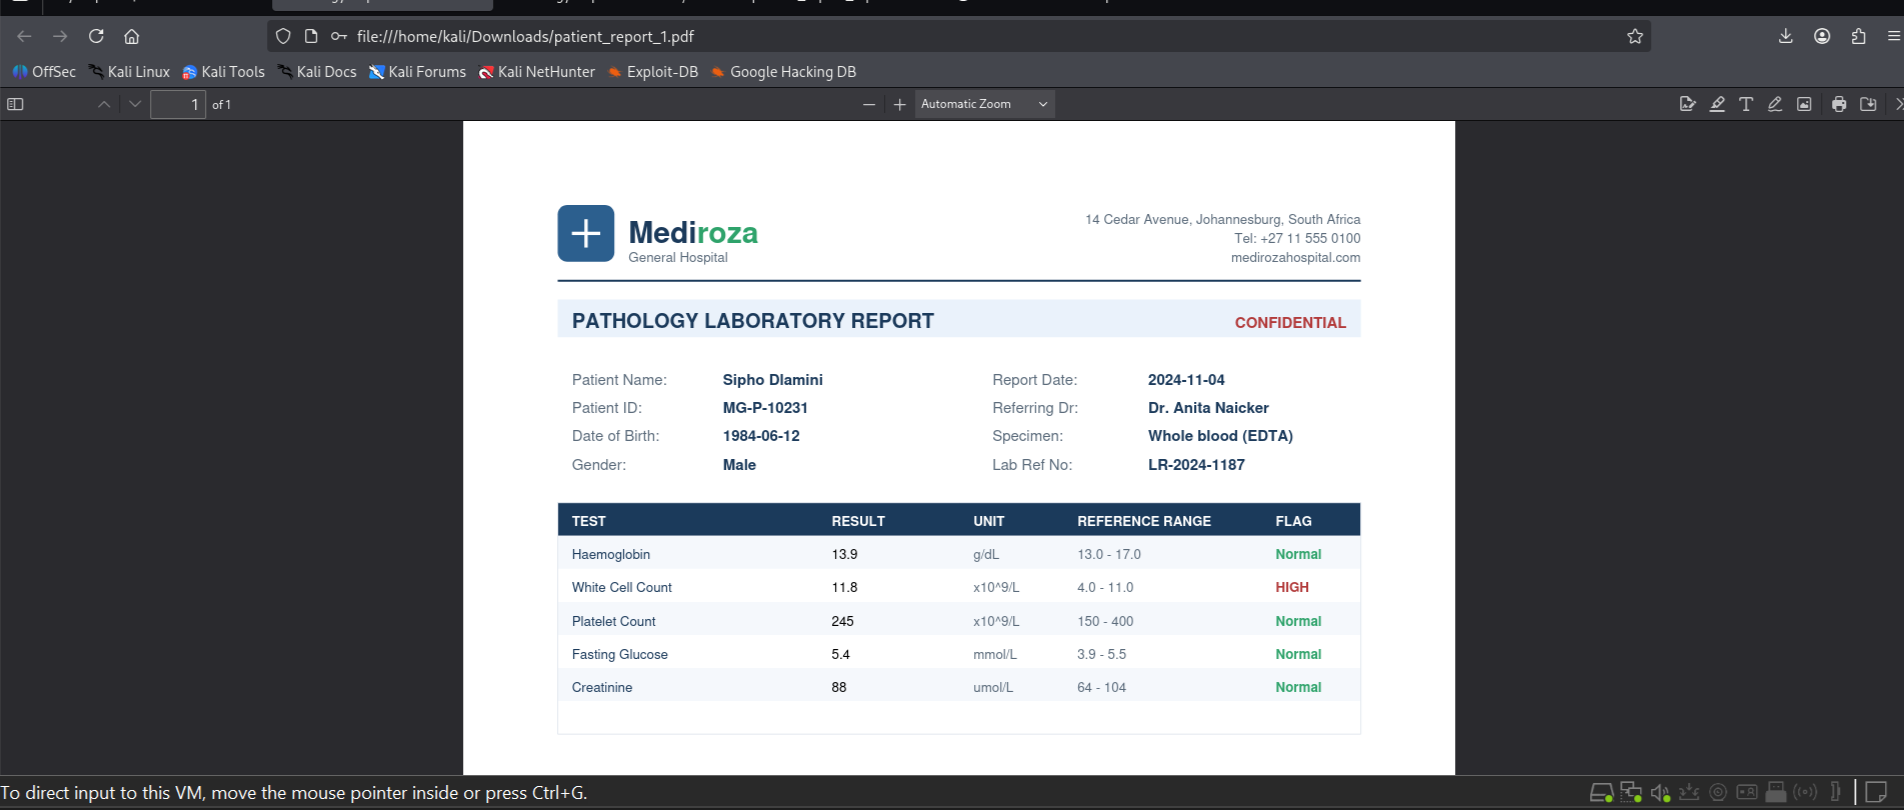 file:///home/kali/Downloads/patient_report_1.pdf
OffSec Kali Linux Kali Tools Kali Docs Kali Forums Kali NetHunter Exploit-DB Google Hacking DB
1 of 1 Automatic Zoom
Mediroza
General Hospital
14 Cedar Avenue, Johannesburg, South Africa
Tel: +27 11 555 0100
medirozahospital.com
PATHOLOGY LABORATORY REPORT CONFIDENTIAL
Patient Name: Sipho Dlamini Report Date: 2024-11-04
Patient ID: MG-P-10231 Referring Dr: Dr. Anita Naicker
Date of Birth: 1984-06-12 Specimen: Whole blood (EDTA)
Gender: Male Lab Ref No: LR-2024-1187
TEST RESULT UNIT REFERENCE RANGE FLAG
Haemoglobin 13.9 g/dL 13.0 - 17.0 Normal
White Cell Count 11.8 x10^9/L 4.0 - 11.0 HIGH
Platelet Count 245 x10^9/L 150 - 400 Normal
Fasting Glucose 5.4 mmol/L 3.9 - 5.5 Normal
Creatinine 88 umol/L 64 - 104 Normal
To direct input to this VM, move the mouse pointer inside or press Ctrl+G.